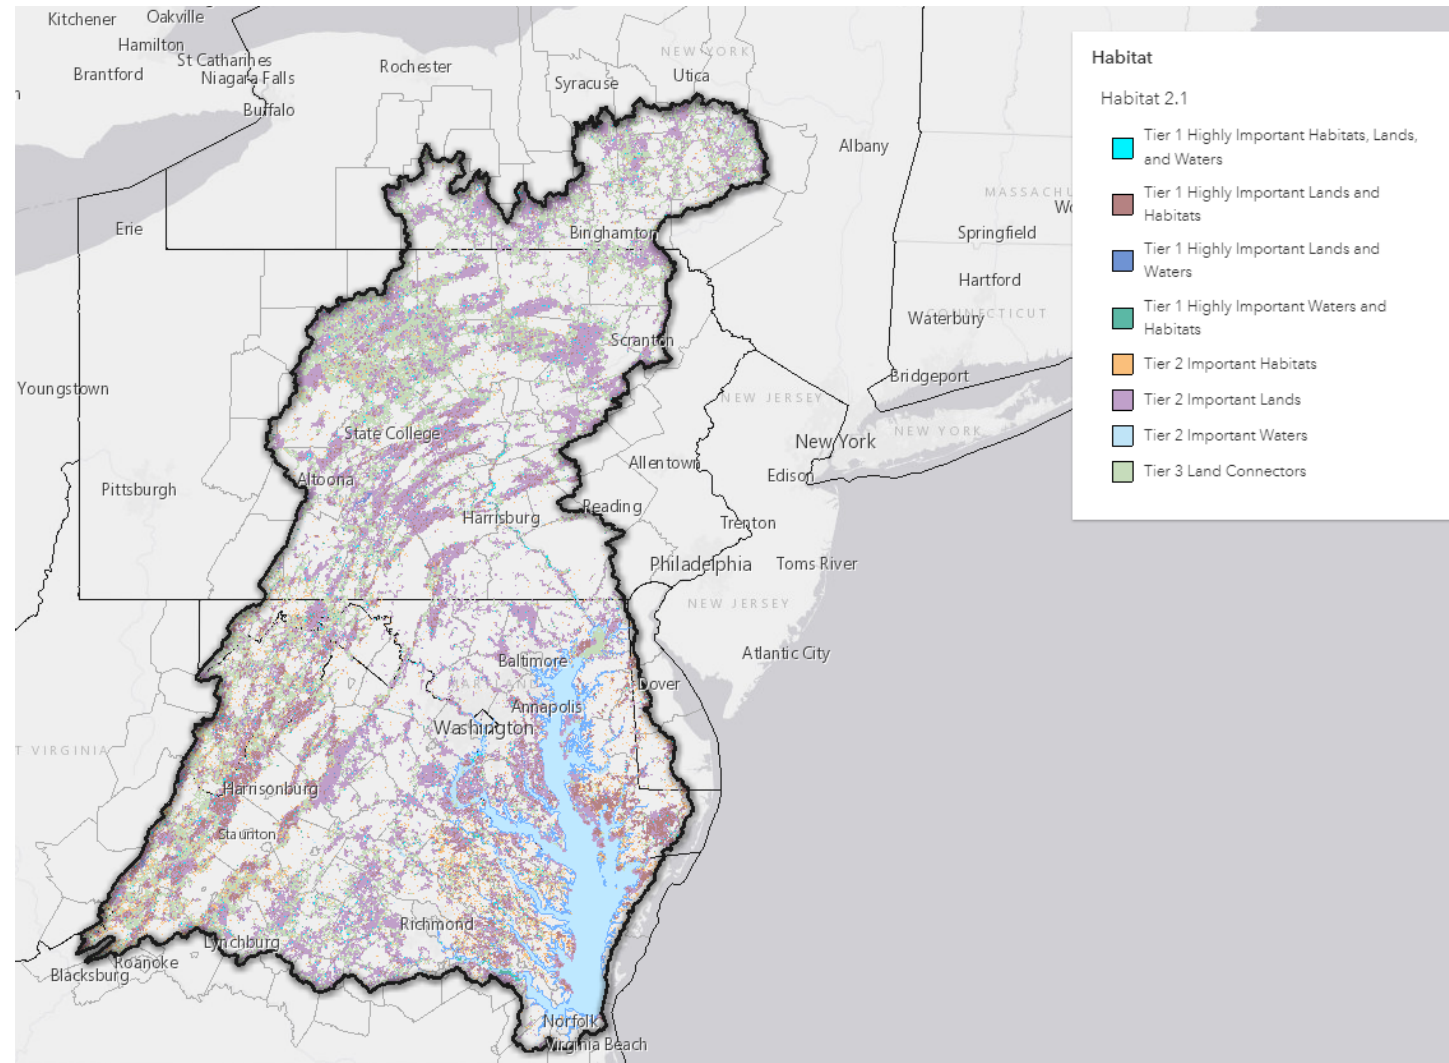 Kitchener
Oakville
Hamilton
St Catharines
Brantford
Niagara Falls
Buffalo
Rochester
Syracuse
NEW YORK
Utica
Albany
Erie
Binghamton
MASSACHU
Springfield
Hartford
Waterbury
CONNECTICUT
Scranton
Youngstown
Bridgeport
NEW JERSEY
State College
New York
NEW YORK
Allentown
Edison
Altoona
Pittsburgh
Harrisburg
Reading
Trenton
Philadelphia
Toms River
NEW JERSEY
Atlantic City
Baltimore
MARYLAND
Dover
Annapolis
Washington
T VIRGINIA
Harrisonburg
Staunton
Richmond
Lynchburg
Roanoke
Blacksburg
Norfolk
Virginia Beach
Habitat
Habitat 2.1
Tier 1 Highly Important Habitats, Lands,
and Waters
Tier 1 Highly Important Lands and
Habitats
Tier 1 Highly Important Lands and
Waters
Tier 1 Highly Important Waters and
Habitats
Tier 2 Important Habitats
Tier 2 Important Lands
Tier 2 Important Waters
Tier 3 Land Connectors